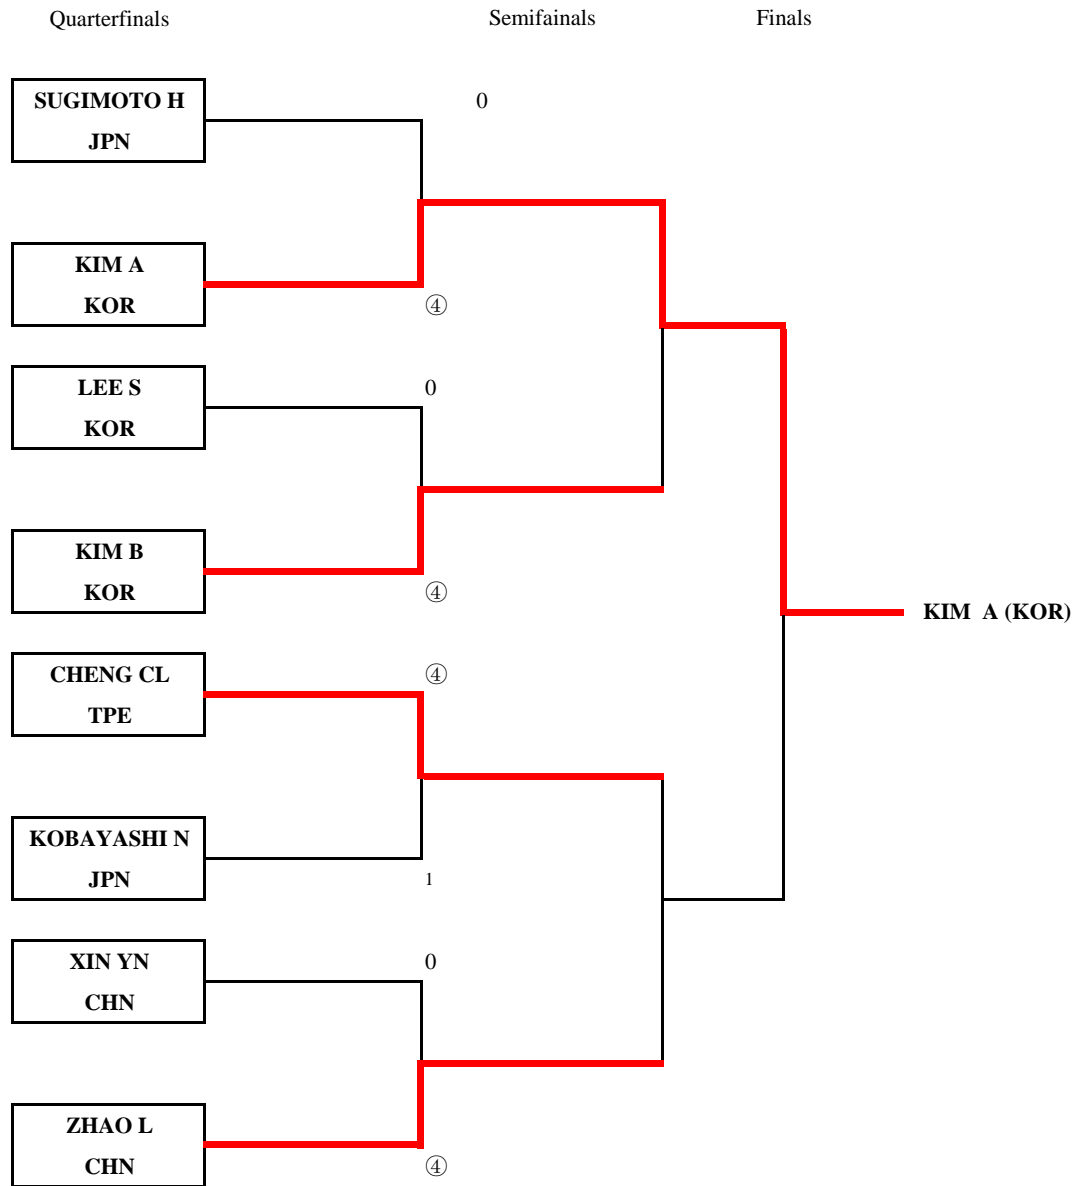 Quarterfinals Semifainals Finals
SUGIMOTO H 0
JPN
KIM A
KOR ④
LEE S 0
KOR
KIM B
KOR ④
KIM  A (KOR)
CHENG CL ④
TPE
KOBAYASHI N
JPN 1
XIN YN 0
CHN
ZHAO L
CHN ④